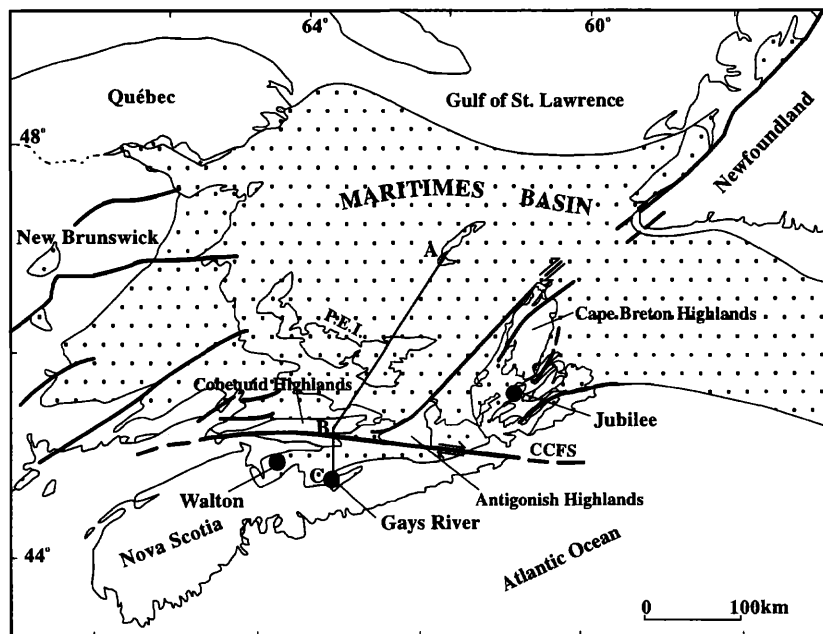 64
60
48°
Québec
Gulf of St. Lawrence
Newfoundland
MARITIMES BASIN
New Brunswick
A
P.E.I.
Cape Breton Highlands
Cobequid Highlands
Jubilee
B
CCFS
C
Walton
Antigonish Highlands
Gays River
Nova Scotia
44°
Atlantic Ocean
0 100km